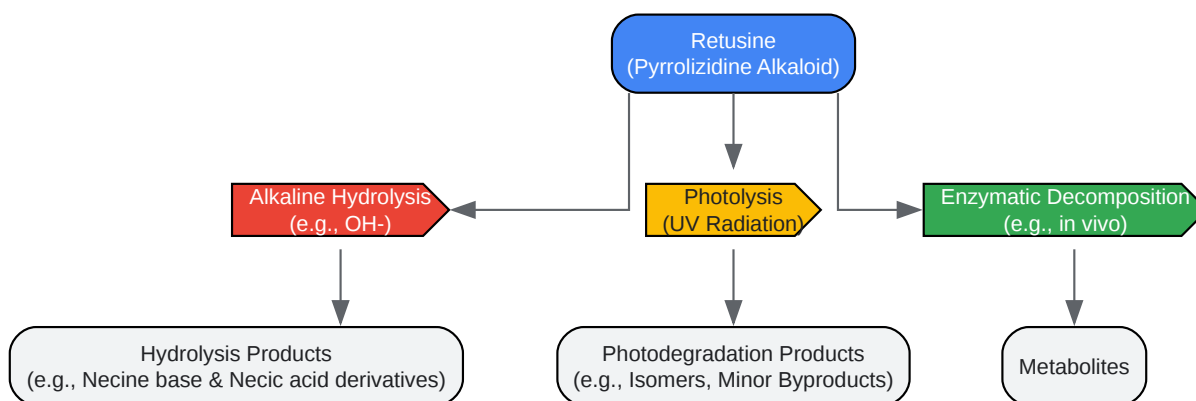 Retusine
(Pyrrolizidine Alkaloid)
Alkaline Hydrolysis
(e.g., OH-)
Photolysis
(UV Radiation)
Enzymatic Decomposition
(e.g., in vivo)
Hydrolysis Products
(e.g., Necine base & Necic acid derivatives)
Photodegradation Products
(e.g., Isomers, Minor Byproducts)
Metabolites